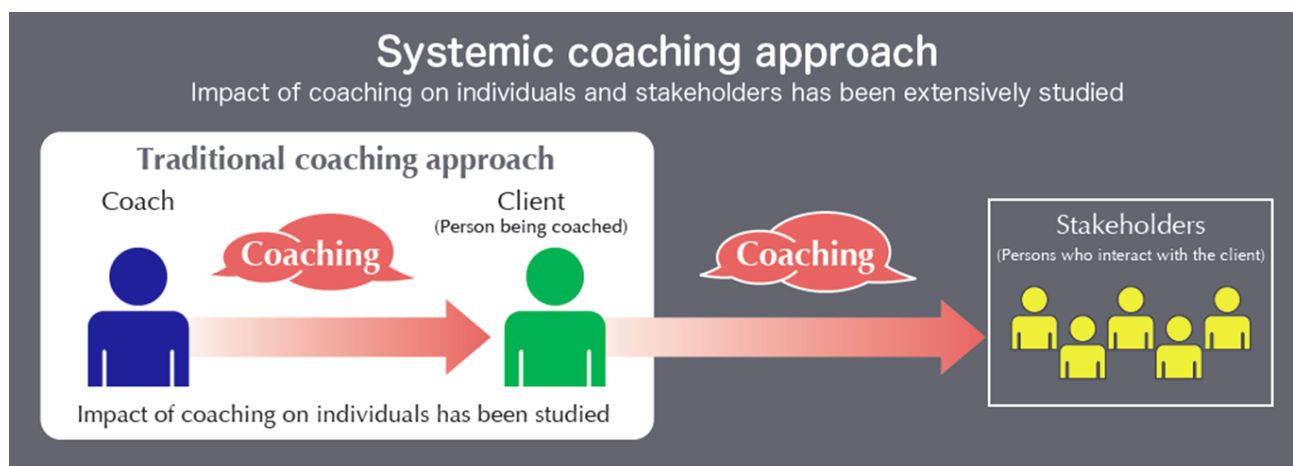 Systemic coaching approach
Impact of coaching on individuals and stakeholders has been extensively studied
Traditional coaching approach
Coach
Client
(Person being coached)
Coaching
Coaching
Stakeholders
(Persons who interact with the client)
Impact of coaching on individuals has been studied